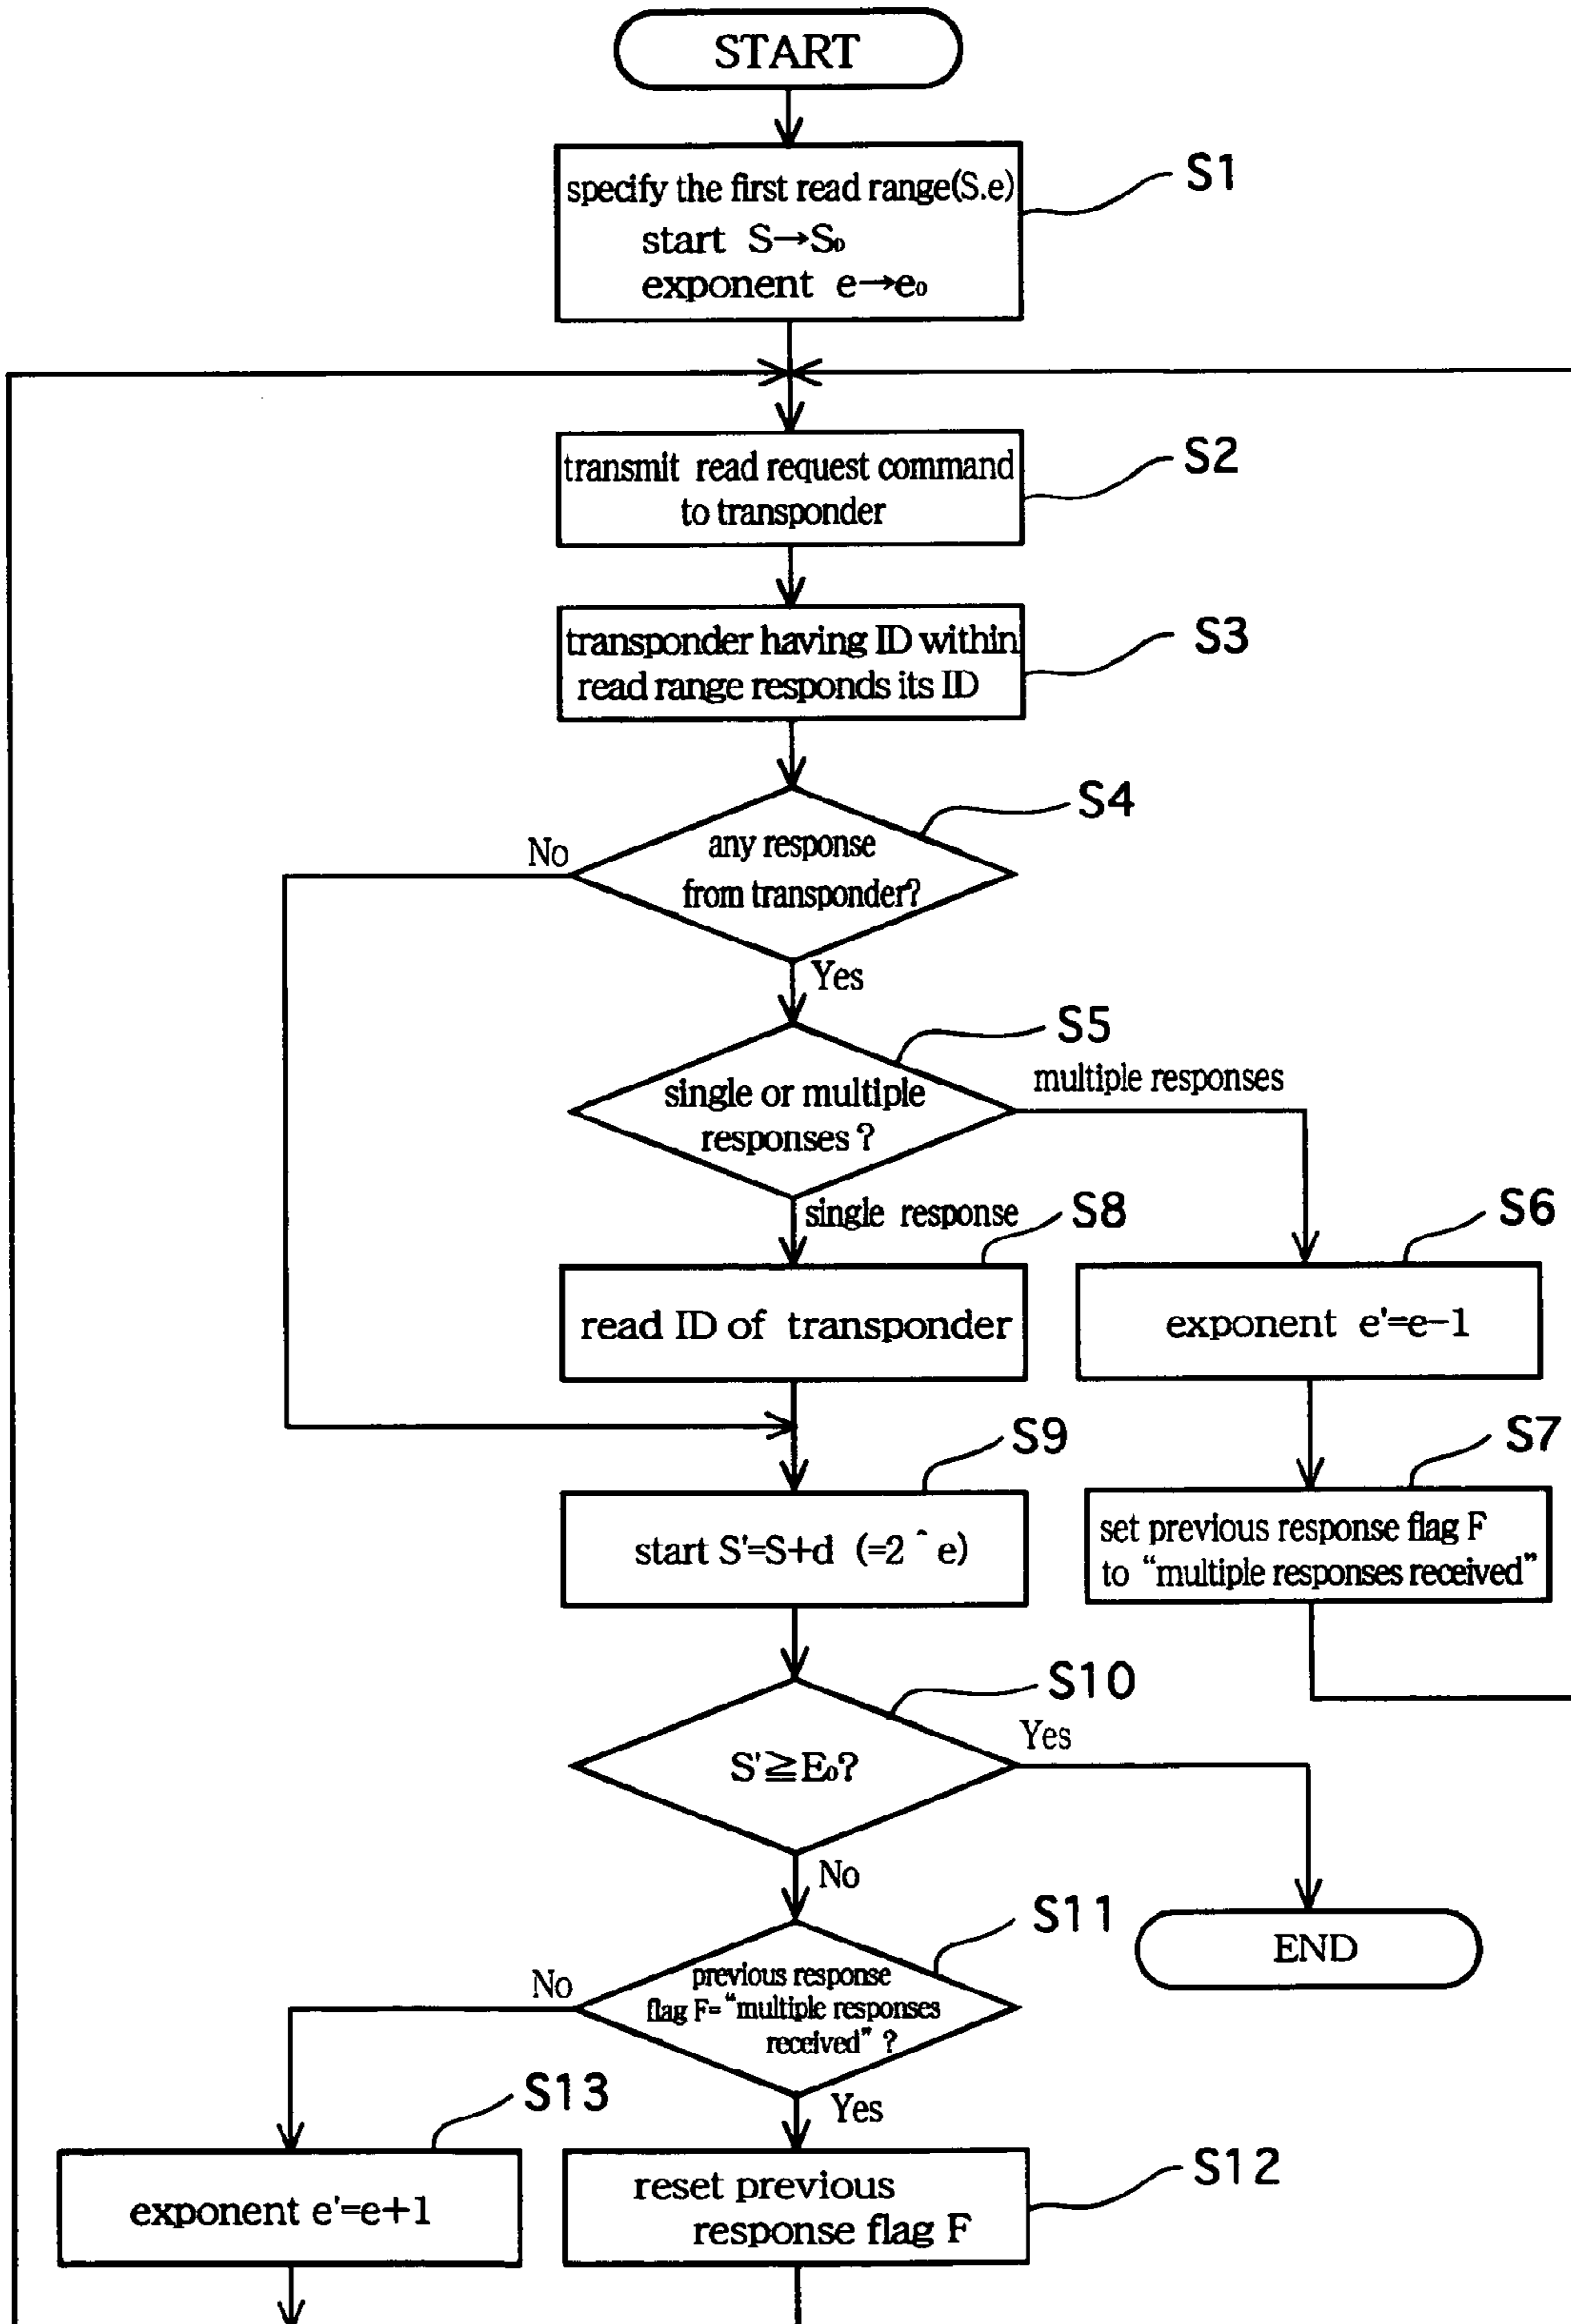 START
specify the first read range(S.e)
start S→S₀
exponent e→e₀
S1
transmit read request command
to transponder
S2
transponder having ID within
read range responds its ID
S3
any response
from transponder?
S4
No
Yes
single or multiple
responses ?
S5
multiple responses
single response
S8
read ID of transponder
S6
exponent e'=e-1
S9
start S'=S+d (=2 ^ e)
S7
set previous response flag F
to "multiple responses received"
S10
S'≧E₀?
Yes
No
END
S11
previous response
flag F= "multiple responses
received" ?
No
Yes
S13
exponent e'=e+1
S12
reset previous
response flag F